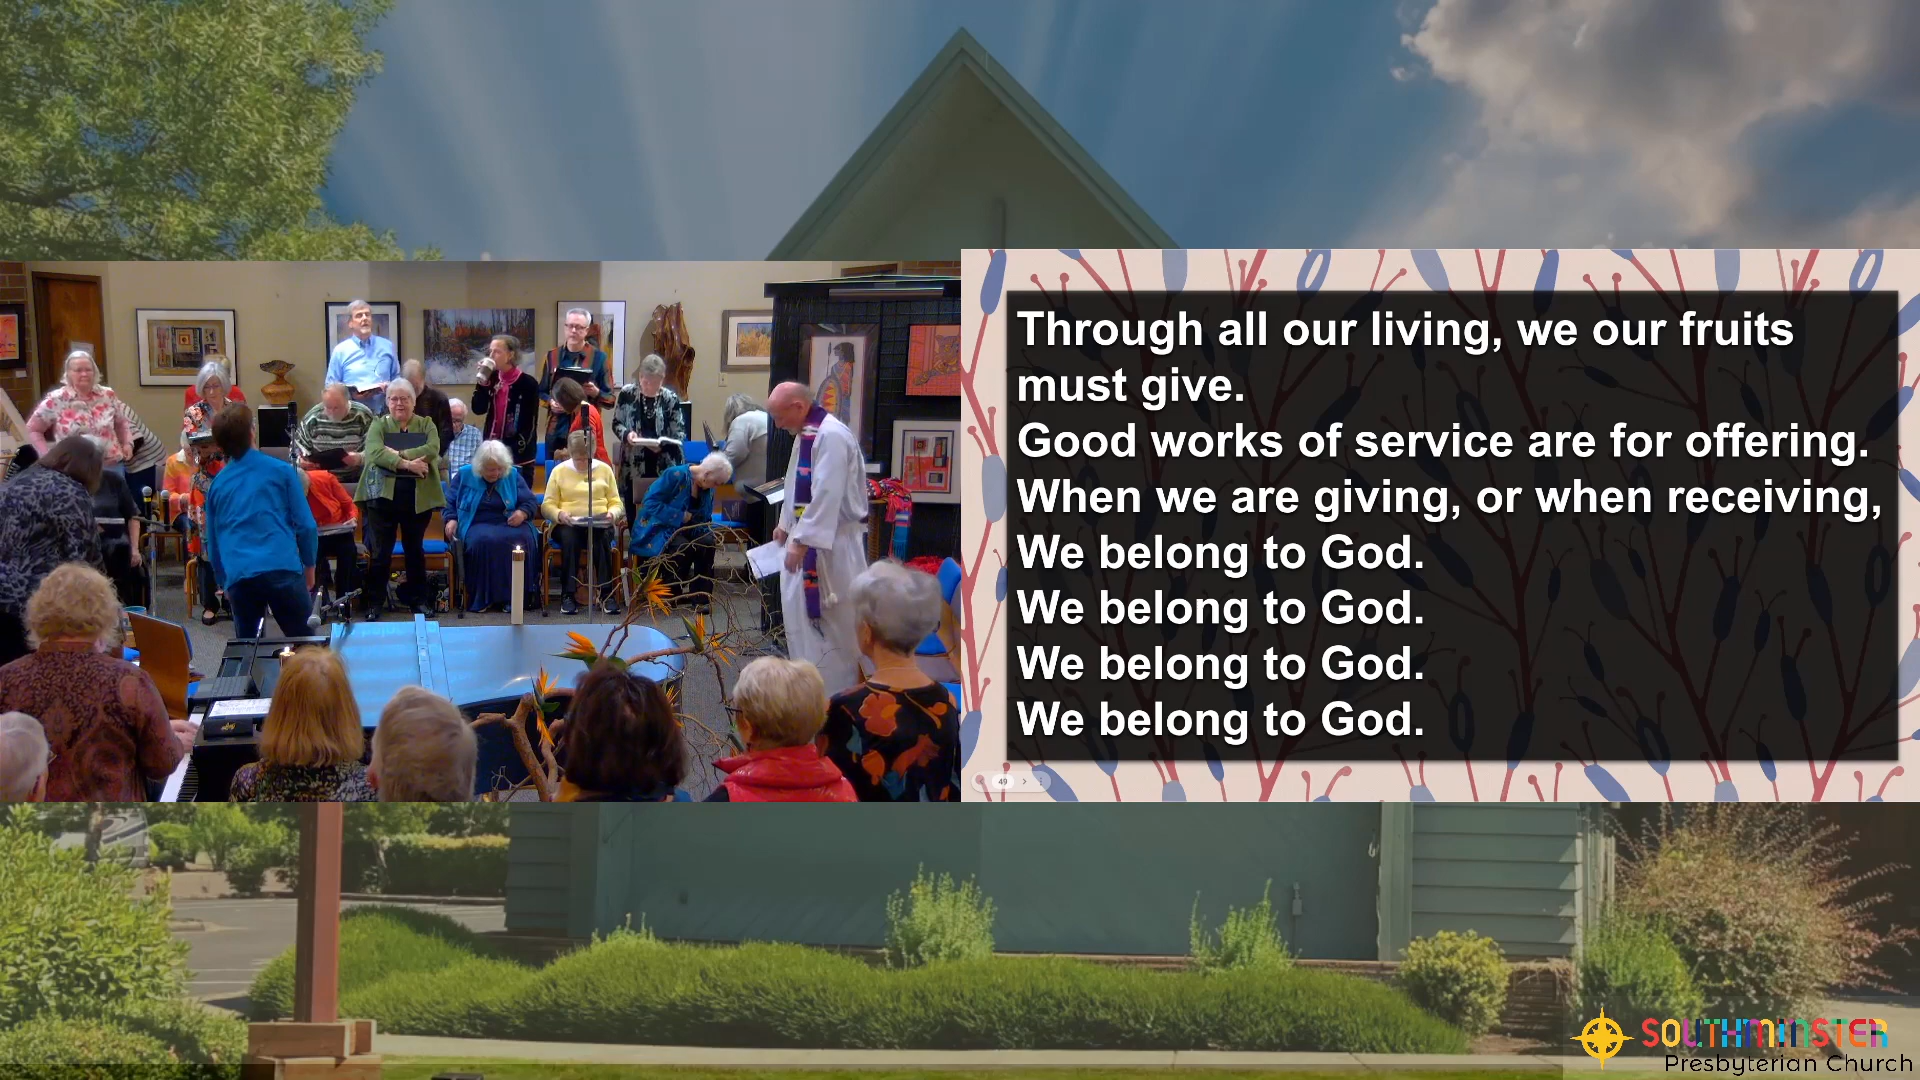 Through all our living, we our fruits
must give.
Good works of service are for offering.
When we are giving, or when receiving,
We belong to God.
We belong to God.
We belong to God.
We belong to God.
49
SOUTHMINSTER
Presbyterian Church